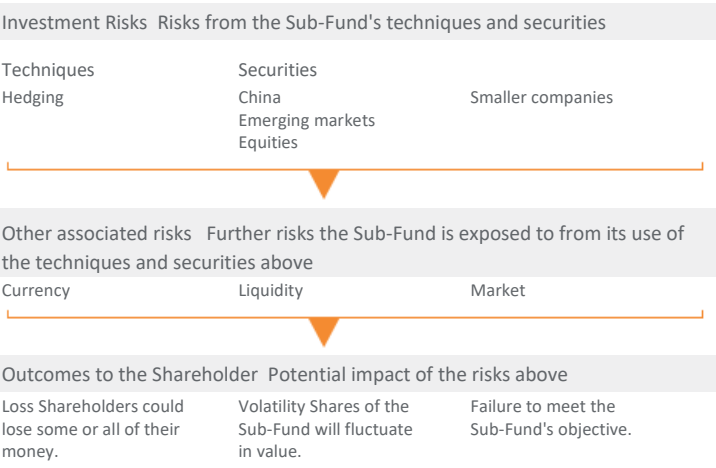 Investment Risks Risks from the Sub-Fund's techniques and securities
Techniques
Hedging
Securities
China
Emerging markets
Equities
Smaller companies
Other associated risks Further risks the Sub-Fund is exposed to from its use of
the techniques and securities above
Currency
Liquidity
Market
Outcomes to the Shareholder Potential impact of the risks above
Loss Shareholders could
lose some or all of their
money.
Volatility Shares of the
Sub-Fund will fluctuate
in value.
Failure to meet the
Sub-Fund's objective.